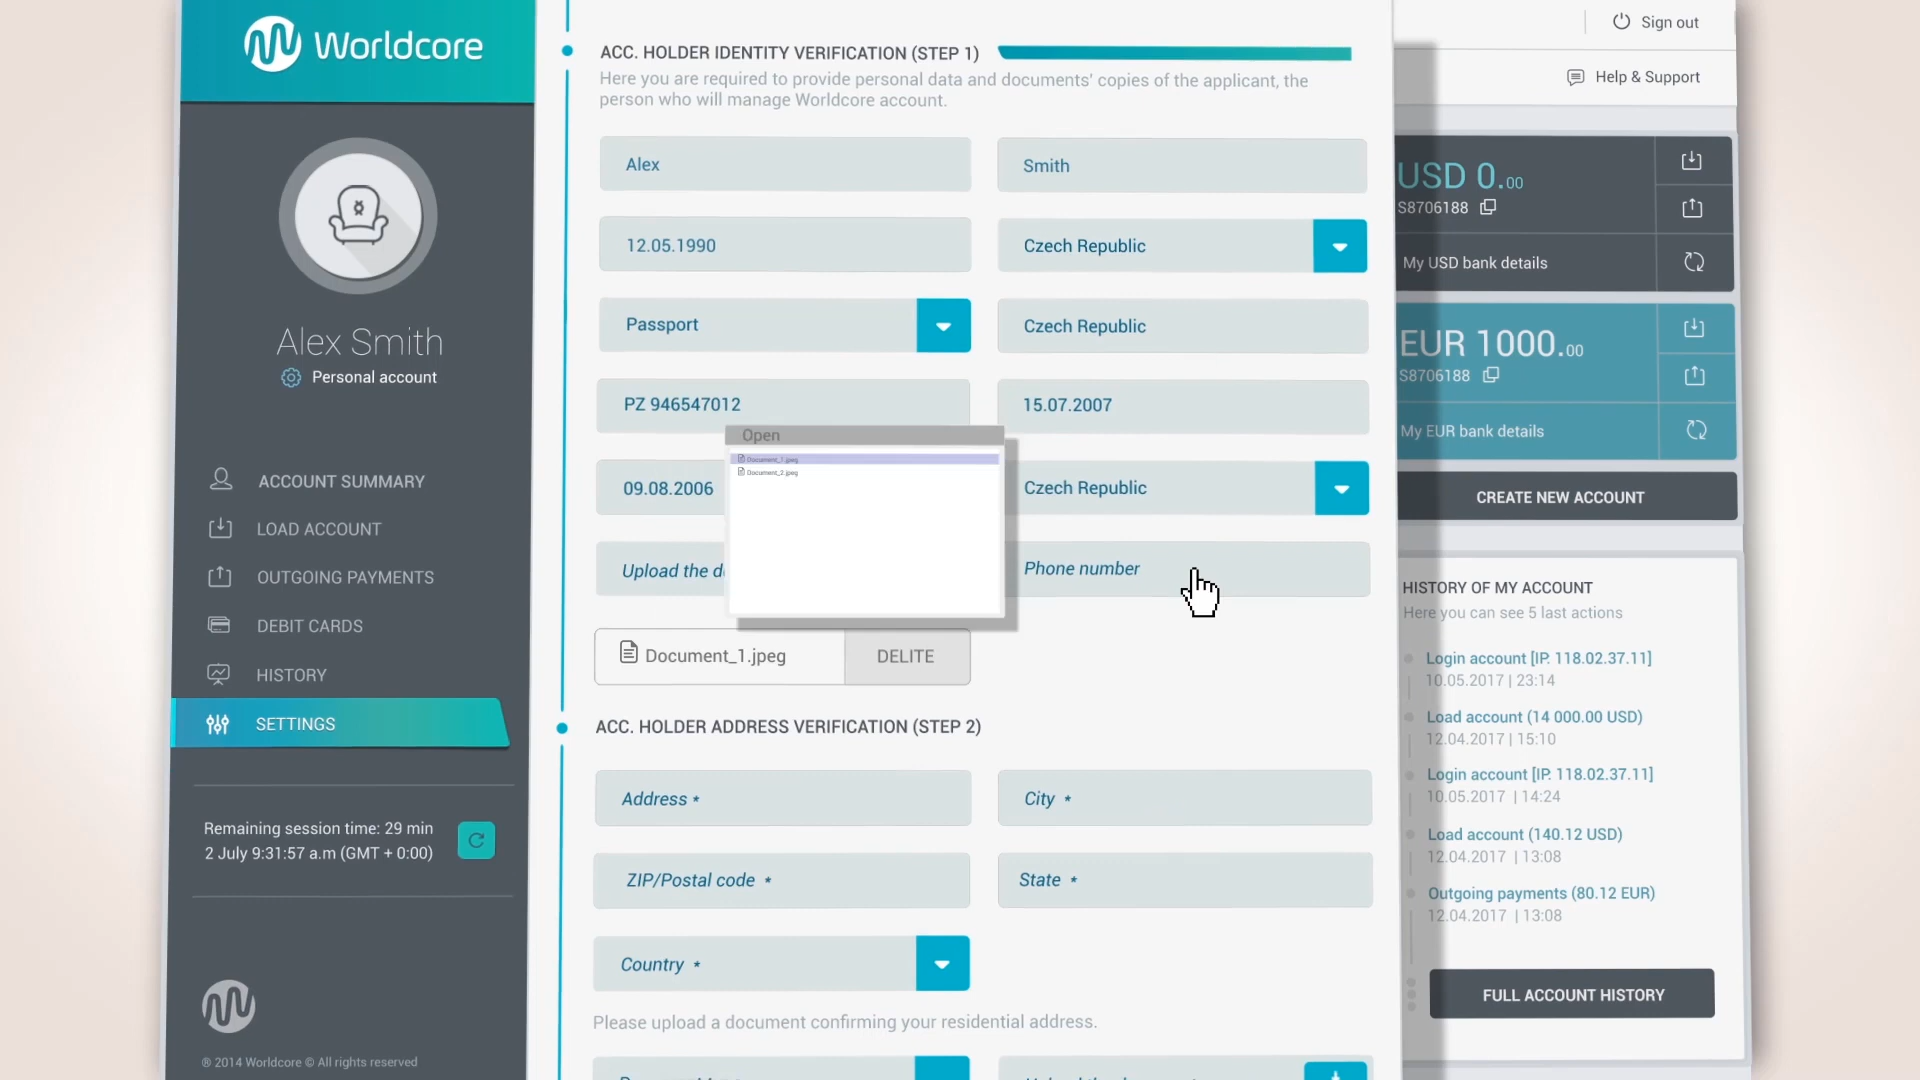 Worldcore
Alex Smith
Personal account
ACCOUNT SUMMARY
LOAD ACCOUNT
OUTGOING PAYMENTS
DEBIT CARDS
HISTORY
SETTINGS
Remaining session time: 29 min
2 July 9:31:57 a.m (GMT + 0:00)
® 2014 Worldcore © All rights reserved
ACC. HOLDER IDENTITY VERIFICATION (STEP 1)
Here you are required to provide personal data and documents' copies of the applicant, the
person who will manage Worldcore account.
Alex
Smith
12.05.1990
Czech Republic
Passport
Czech Republic
PZ 946547012
15.07.2007
09.08.2006
Czech Republic
Upload the
Phone number
Open
Document_1.jpeg
Document_2.jpeg
Document_1.jpeg
DELITE
ACC. HOLDER ADDRESS VERIFICATION (STEP 2)
Address *
City *
ZIP/Postal code *
State *
Country *
Please upload a document confirming your residential address.
Sign out
Help & Support
USD 0.00
S8706188
My USD bank details
EUR 1000.00
S8706188
My EUR bank details
CREATE NEW ACCOUNT
HISTORY OF MY ACCOUNT
Here you can see 5 last actions
Login account [IP. 118.02.37.11]
10.05.2017 | 23:14
Load account (14 000.00 USD)
12.04.2017 | 15:10
Login account [IP. 118.02.37.11]
10.05.2017 | 14:24
Load account (140.12 USD)
12.04.2017 | 13:08
Outgoing payments (80.12 EUR)
12.04.2017 | 13:08
FULL ACCOUNT HISTORY